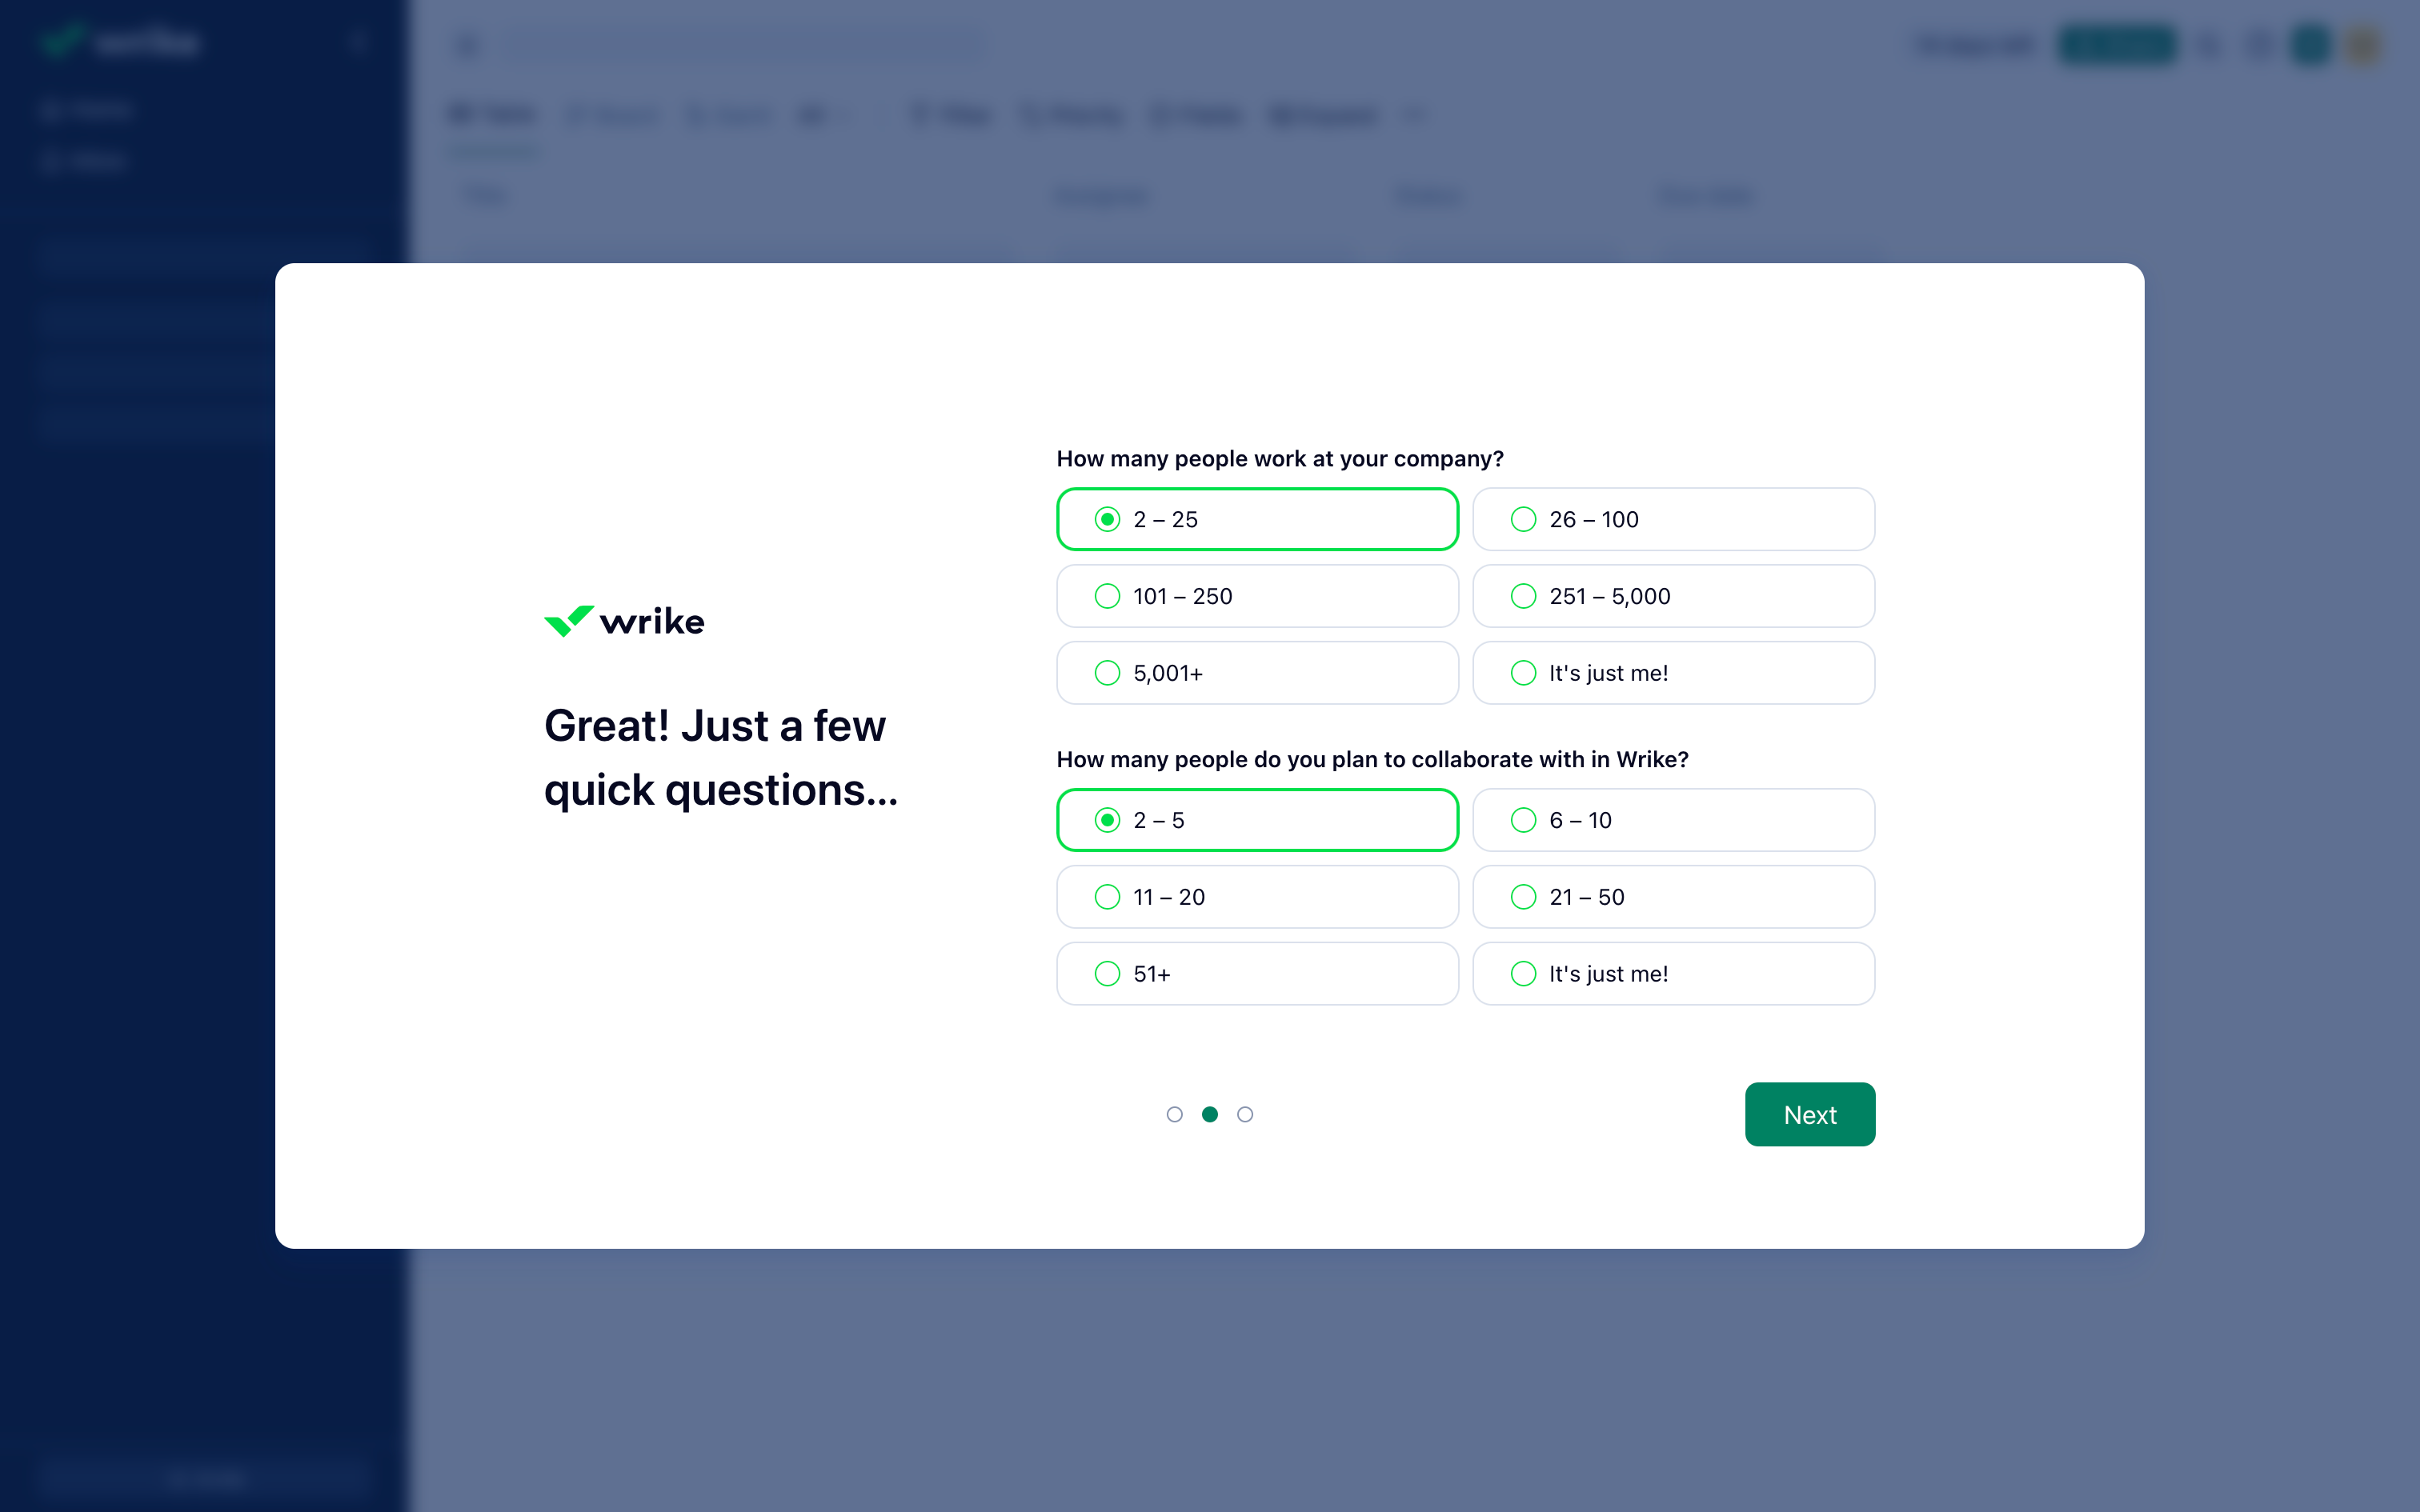 wrike
Great! Just a few
quick questions...
How many people work at your company?
2 – 25
26 – 100
101 – 250
251 – 5,000
5,001+
It's just me!
How many people do you plan to collaborate with in Wrike?
2 – 5
6 – 10
11 – 20
21 – 50
51+
It's just me!
Next